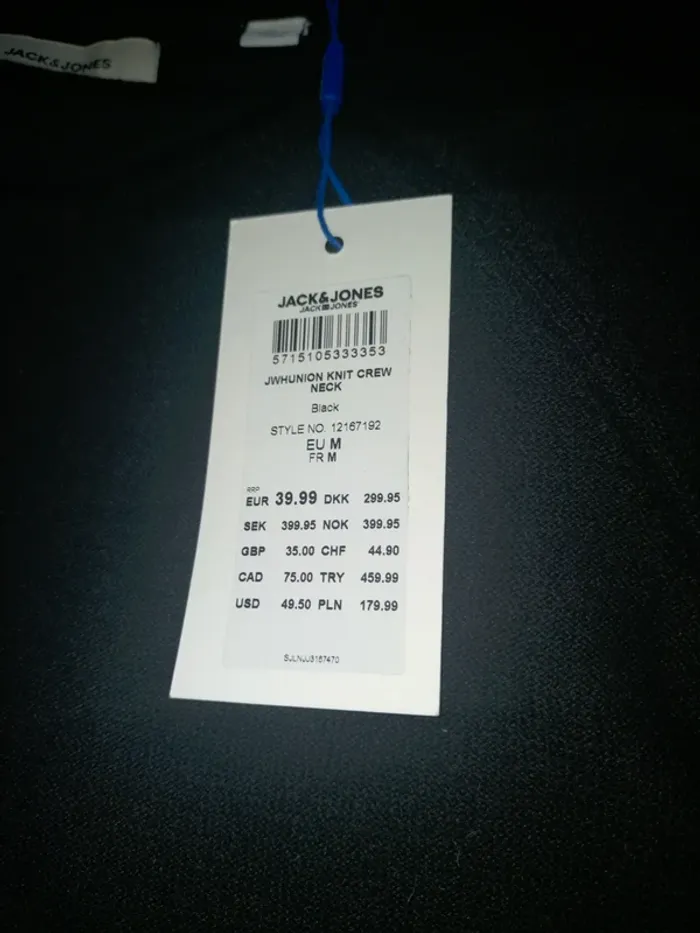 JACK&JONES
JACK&JONES
JACK JONES
5715105333353
JWHUNION KNIT CREW
NECK
Black
STYLE NO. 12167192
EU M
FR M
RRP
EUR 39.99 DKK 299.95
SEK 399.95 NOK 399.95
GBP 35.00 CHF 44.90
CAD 75.00 TRY 459.99
USD 49.50 PLN 179.99
SJLNJJ3167470